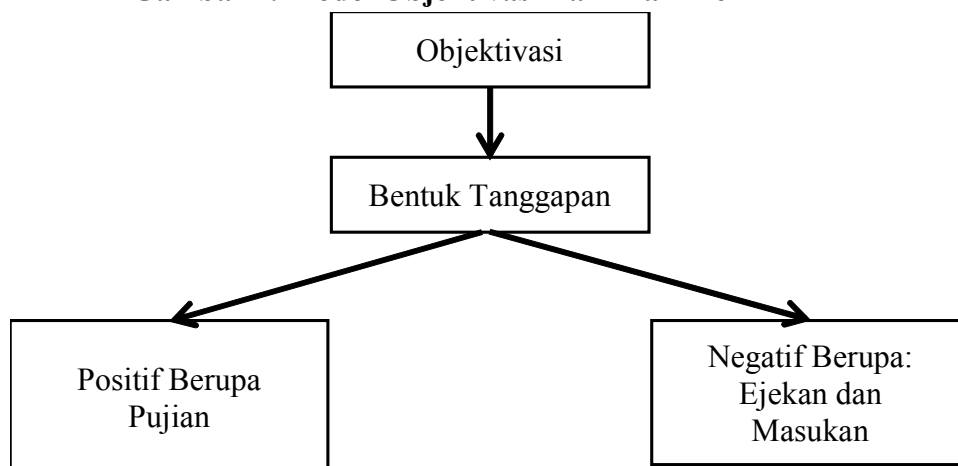 Objektivasi
Bentuk Tanggapan
Positif Berupa
Pujian
Negatif Berupa:
Ejekan dan
Masukan